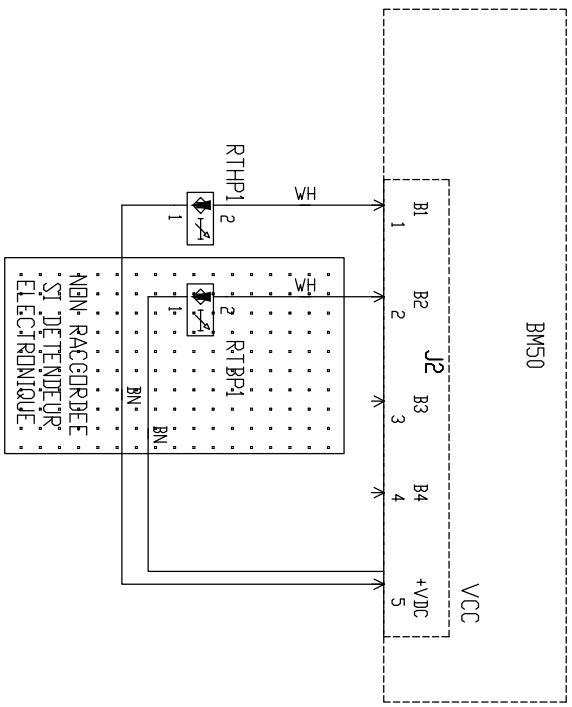 BM50
VCC
J2
B1
1
B2
2
B3
3
B4
4
+VDC
5
WH
WH
RTHP1
2
1
RTBP1
2
1
BN
BN
NON RACCORDEE
SI DETENDEUR
ELECTRONIQUE